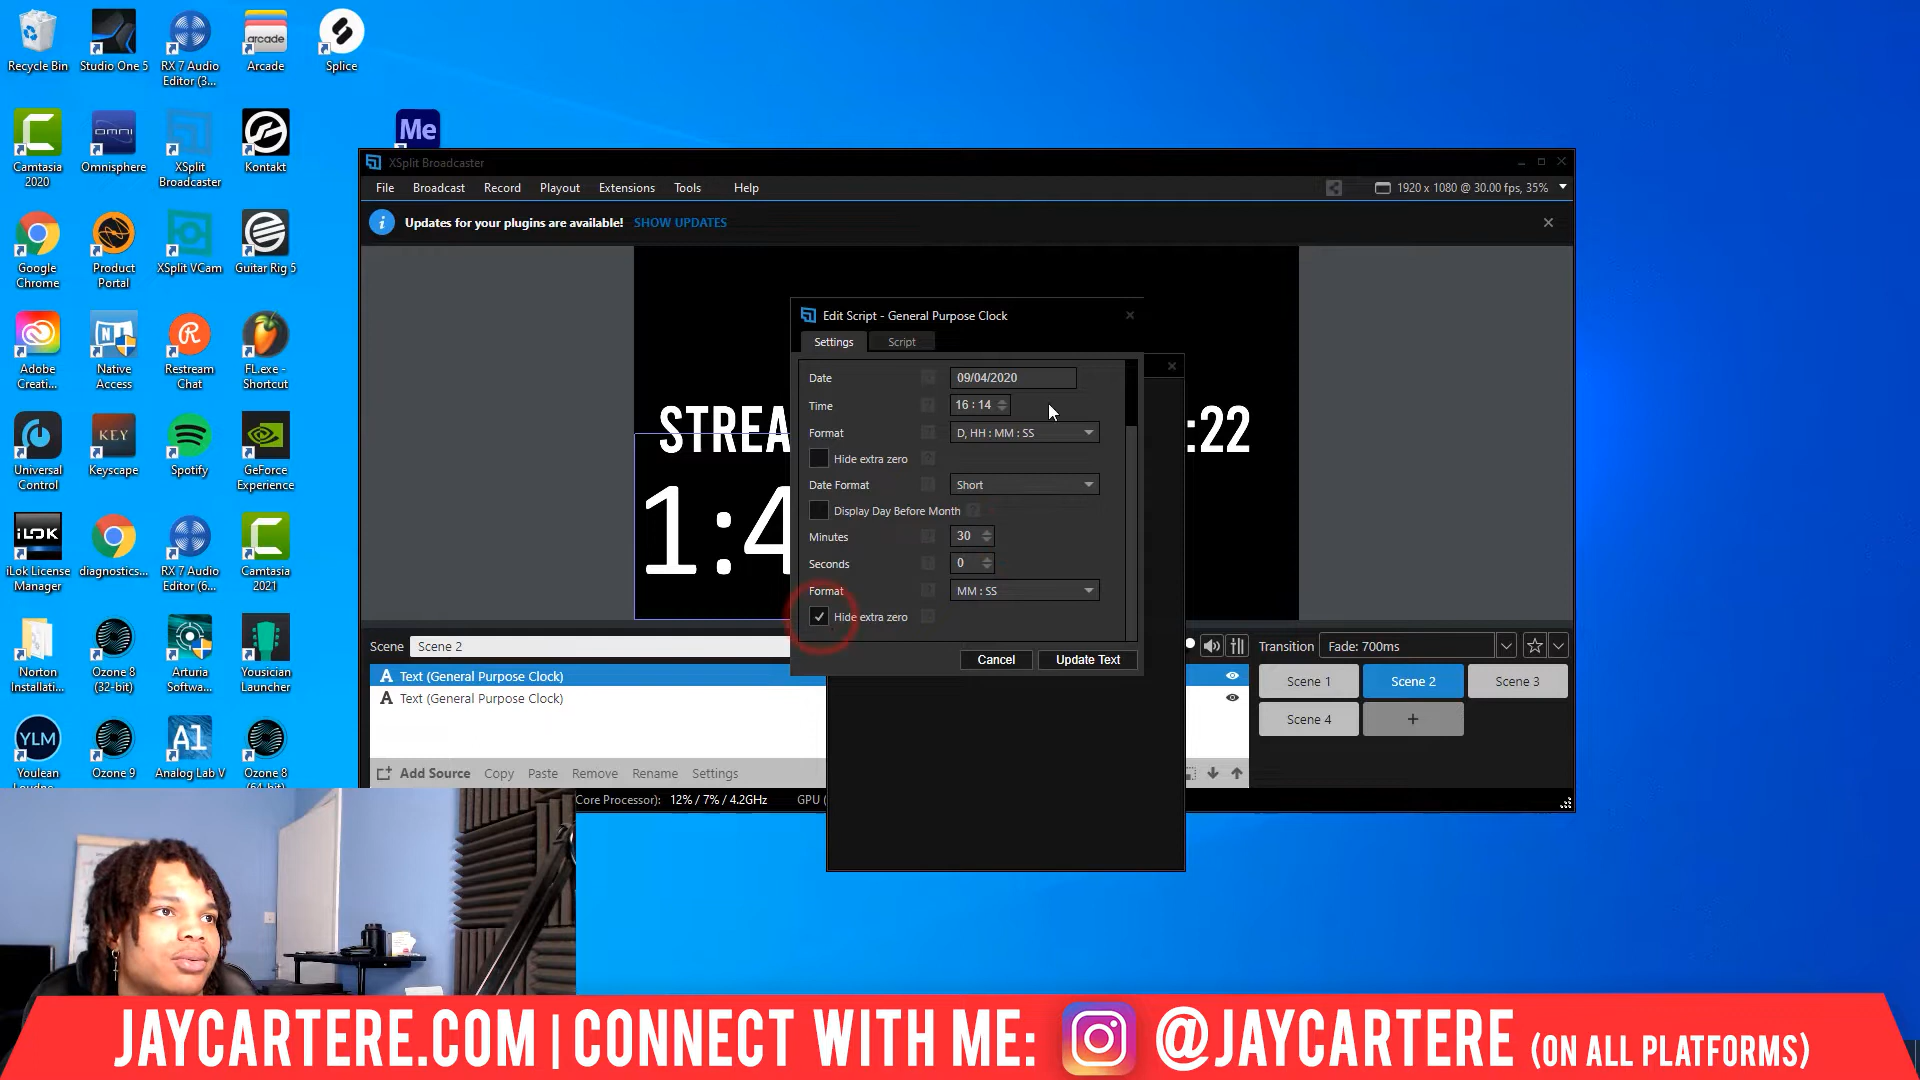 Recycle Bin
Studio One 5
RX 7 Audio
Editor (3...
arcade
Arcade
Splice
Me
Camtasia
2020
OMNI
Omnisphere
XSplit
Broadcaster
Kontakt
Google
Chrome
Product
Portal
XSplit VCam
Guitar Rig 5
Adobe
Creati...
Native
Access
Restream
Chat
FL.exe -
Shortcut
Universal
Control
KEY
Keyscape
Spotify
GeForce
Experience
iLOK
iLok License
Manager
diagnostics...
RX 7 Audio
Editor (6...
Camtasia
2021
Norton
Installati...
Ozone 8
(32-bit)
Arturia
Softwa...
Yousician
Launcher
YLM
Youlean
Ozone 9
A1
Analog Lab V
Ozone 8
XSplit Broadcaster
File
Broadcast
Record
Playout
Extensions
Tools
Help
1920 x 1080 @ 30.00 fps, 35%
Updates for your plugins are available!
SHOW UPDATES
STREA
:22
1:4
Edit Script - General Purpose Clock
Settings
Script
Date
09/04/2020
Time
16 : 14
Format
D, HH : MM : SS
Hide extra zero
Date Format
Short
Display Day Before Month
Minutes
30
Seconds
0
Format
MM : SS
Hide extra zero
Cancel
Update Text
Scene
Scene 2
Text (General Purpose Clock)
Text (General Purpose Clock)
Add Source
Copy
Paste
Remove
Rename
Settings
Transition
Fade: 700ms
Scene 1
Scene 2
Scene 3
Scene 4
Core Processor): 12% / 7% / 4.2GHz
GPU (
JAYCARTERE.COM | CONNECT WITH ME: @JAYCARTERE (ON ALL PLATFORMS)